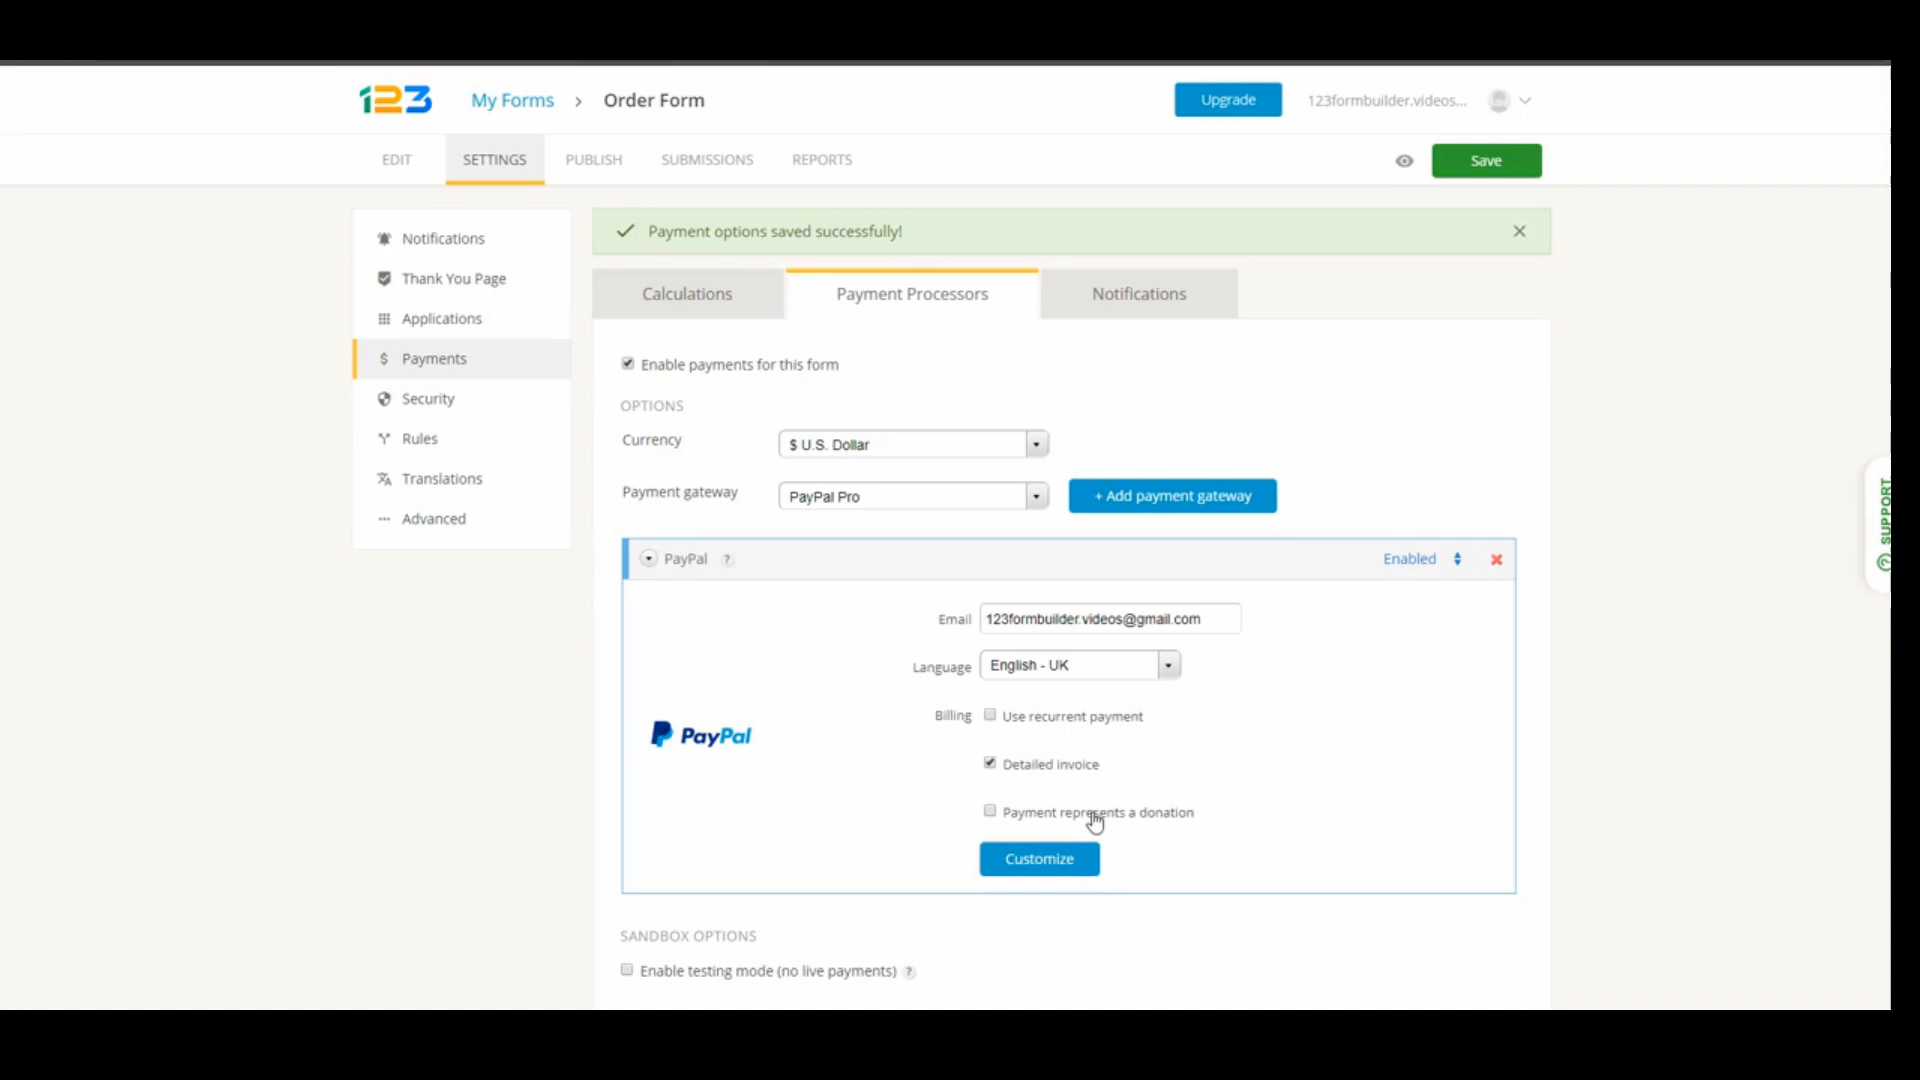 123 My Forms > Order Form Upgrade 123formbuilder.videos...
EDIT SETTINGS PUBLISH SUBMISSIONS REPORTS Save
Notifications
Thank You Page
Applications
$ Payments
Security
Rules
Translations
Advanced
Payment options saved successfully!
Calculations Payment Processors Notifications
Enable payments for this form
OPTIONS
Currency $ U.S. Dollar
Payment gateway PayPal Pro + Add payment gateway
PayPal ? Enabled
Email 123formbuilder.videos@gmail.com
Language English - UK
Billing Use recurrent payment
PayPal
Detailed invoice
Payment represents a donation
Customize
SANDBOX OPTIONS
Enable testing mode (no live payments) ?
? SUPPORT